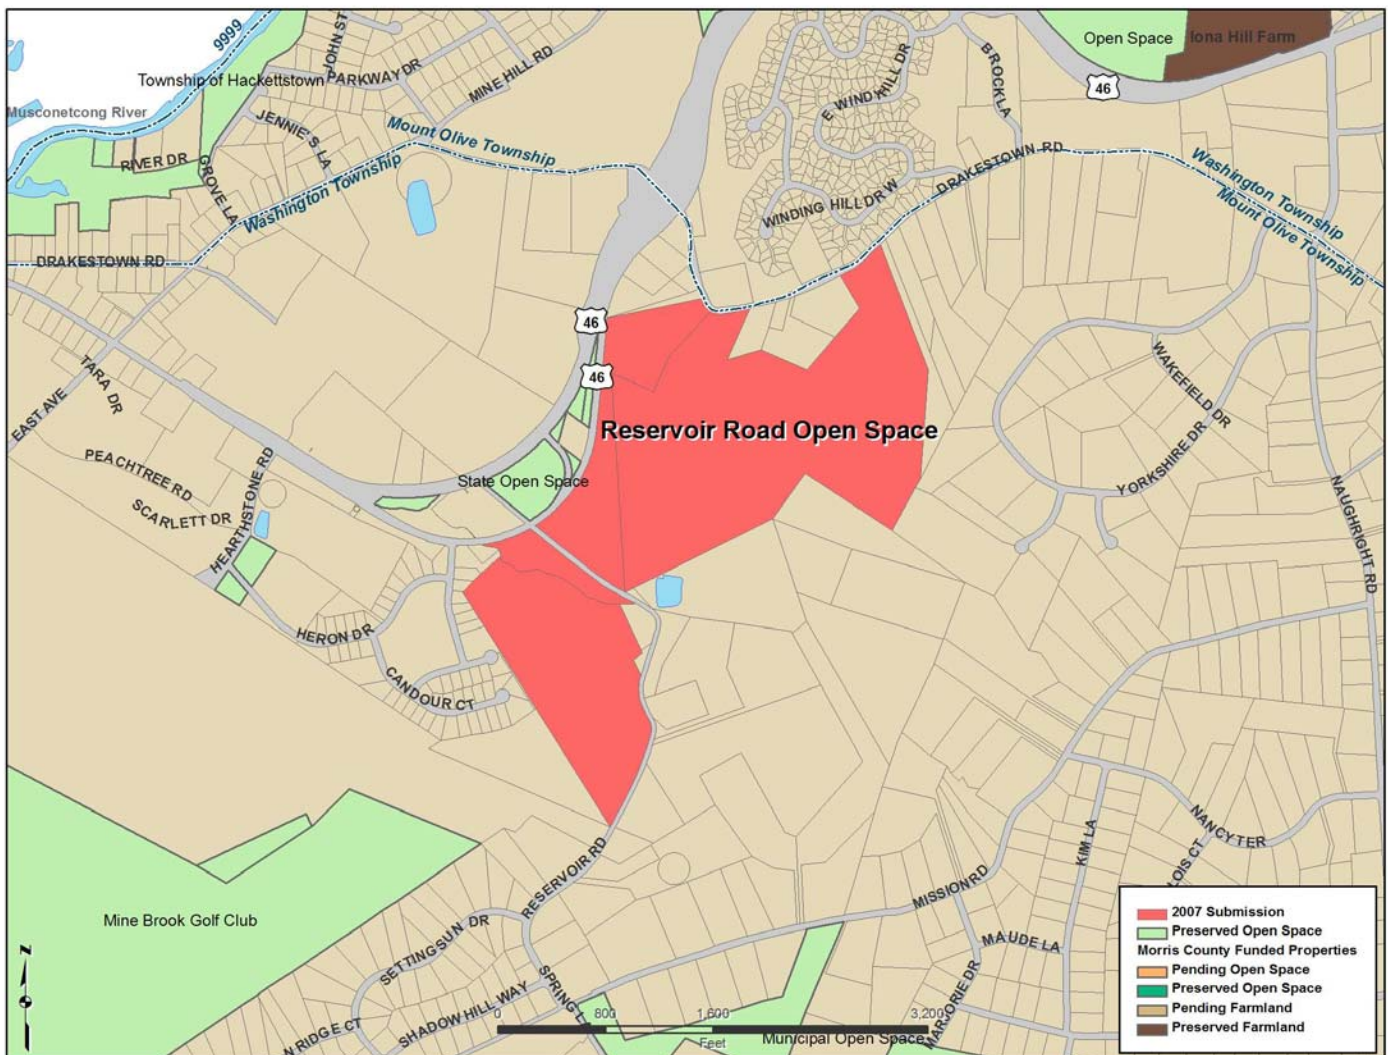 9999
JOHN ST
Open Space
Iona Hill Farm
Township of Hackettstown
PARKWAY DR
MINE HILL RD
E WINDY HILL DR
BROCK LA
46
Musconetcong River
JENNIE'S LA
Mount Olive Township
RIVER DR
GROVE LA
Washington Township
DRAKESTOWN RD
Washington Township
Mount Olive Township
WINDING HILL DR W
DRAKESTOWN RD
46
46
TARA DR
EAST AVE
WAKEFIELD DR
Reservoir Road Open Space
PEACHTREE RD
YORKSHIRE DR
State Open Space
SCARLETT DR
HEARTHSTONE RD
NAUGHRIGHT RD
HERON DR
CANDOUR CT
NANCY TER
KIM LA
LOIS CT
RESERVOIR RD
MISSION RD
Mine Brook Golf Club
SETTINGSUN DR
MAUDE LA
SPRING L
MARJORIE DR
SHADOW HILL WAY
N RIDGE CT
Municipal Open Space
0 800 1,600 3,200
Feet
2007 Submission
Preserved Open Space
Morris County Funded Properties
Pending Open Space
Preserved Open Space
Pending Farmland
Preserved Farmland
N